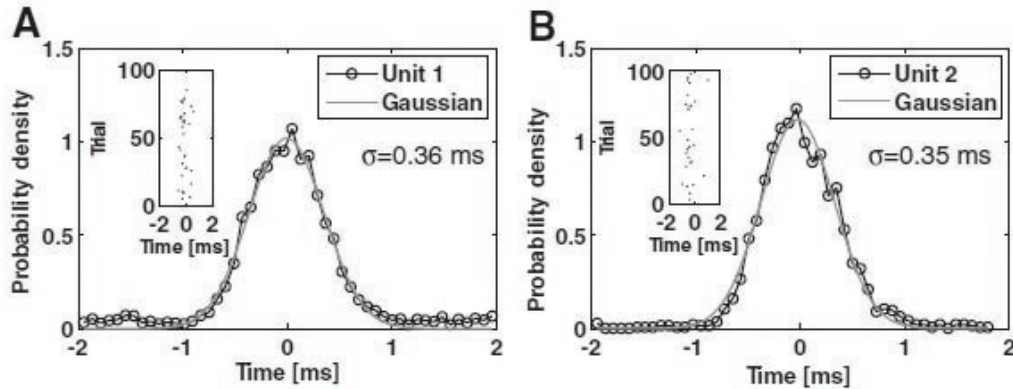 A
1.5
1
0.5
0
-2
-1
0
1
2
Probability density
Time [ms]
Unit 1
Gaussian
σ=0.36 ms
100
50
0
-2 0 2
Trial
Time [ms]
B
1.5
1
0.5
0
-2
-1
0
1
2
Probability density
Time [ms]
Unit 2
Gaussian
σ=0.35 ms
100
50
0
-2 0 2
Trial
Time [ms]